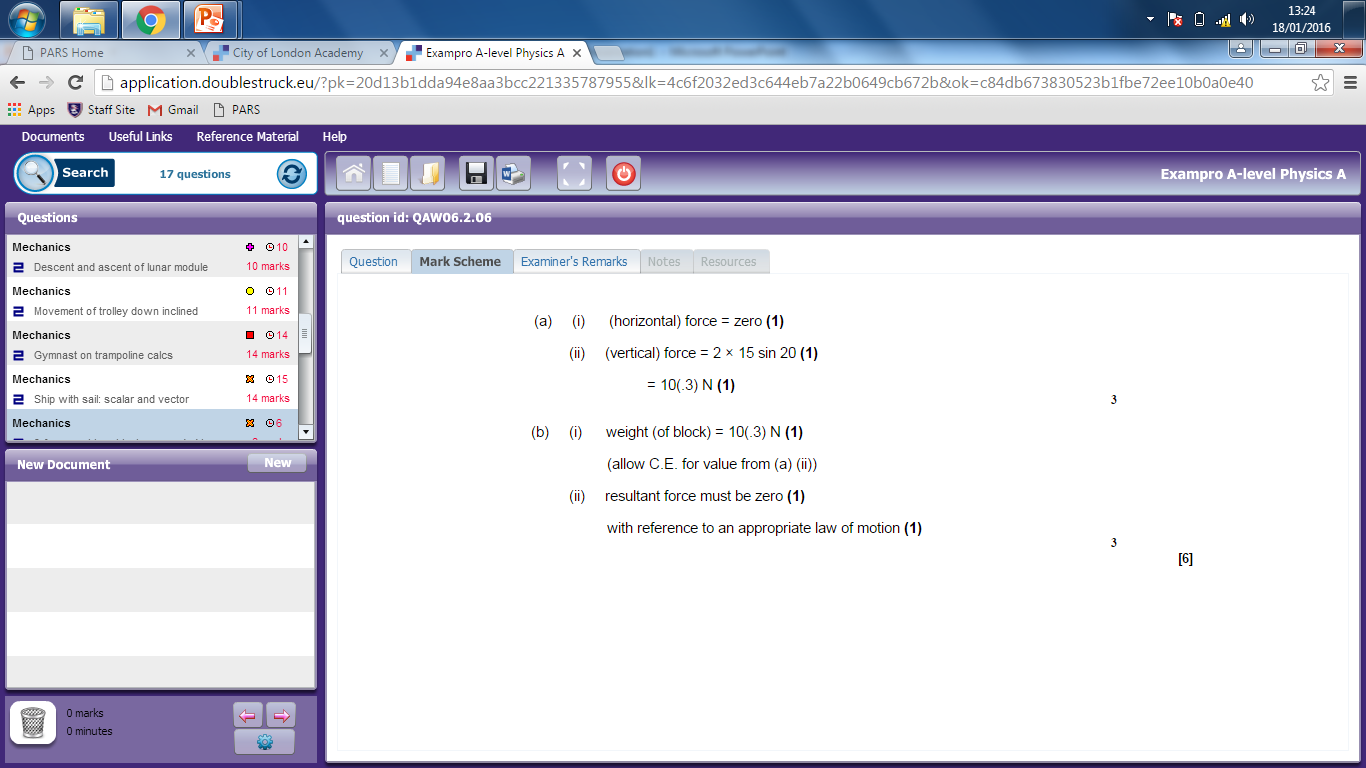 13:24
18/01/2016
PARS Home
City of London Academy
Exampro A-level Physics A
application.doublestruck.eu/?pk=20d13b1dda94e8aa3bcc221335787955&lk=4c6f2032ed3c644eb7a22b0649cb672b&ok=c84db673830523b1fbe72ee10b0a0e40
Apps Staff Site Gmail PARS
Documents Useful Links Reference Material Help
Search 17 questions
Exampro A-level Physics A
Questions
Mechanics 10
Descent and ascent of lunar module 10 marks
Mechanics 11
Movement of trolley down inclined 11 marks
Mechanics 14
Gymnast on trampoline calcs 14 marks
Mechanics 15
Ship with sail: scalar and vector 14 marks
Mechanics 6
New Document New
0 marks
0 minutes
question id: QAW06.2.06
Question Mark Scheme Examiner's Remarks Notes Resources
(a) (i) (horizontal) force = zero (1)
(ii) (vertical) force = 2 × 15 sin 20 (1)
= 10(.3) N (1)
3
(b) (i) weight (of block) = 10(.3) N (1)
(allow C.E. for value from (a) (ii))
(ii) resultant force must be zero (1)
with reference to an appropriate law of motion (1)
3
[6]